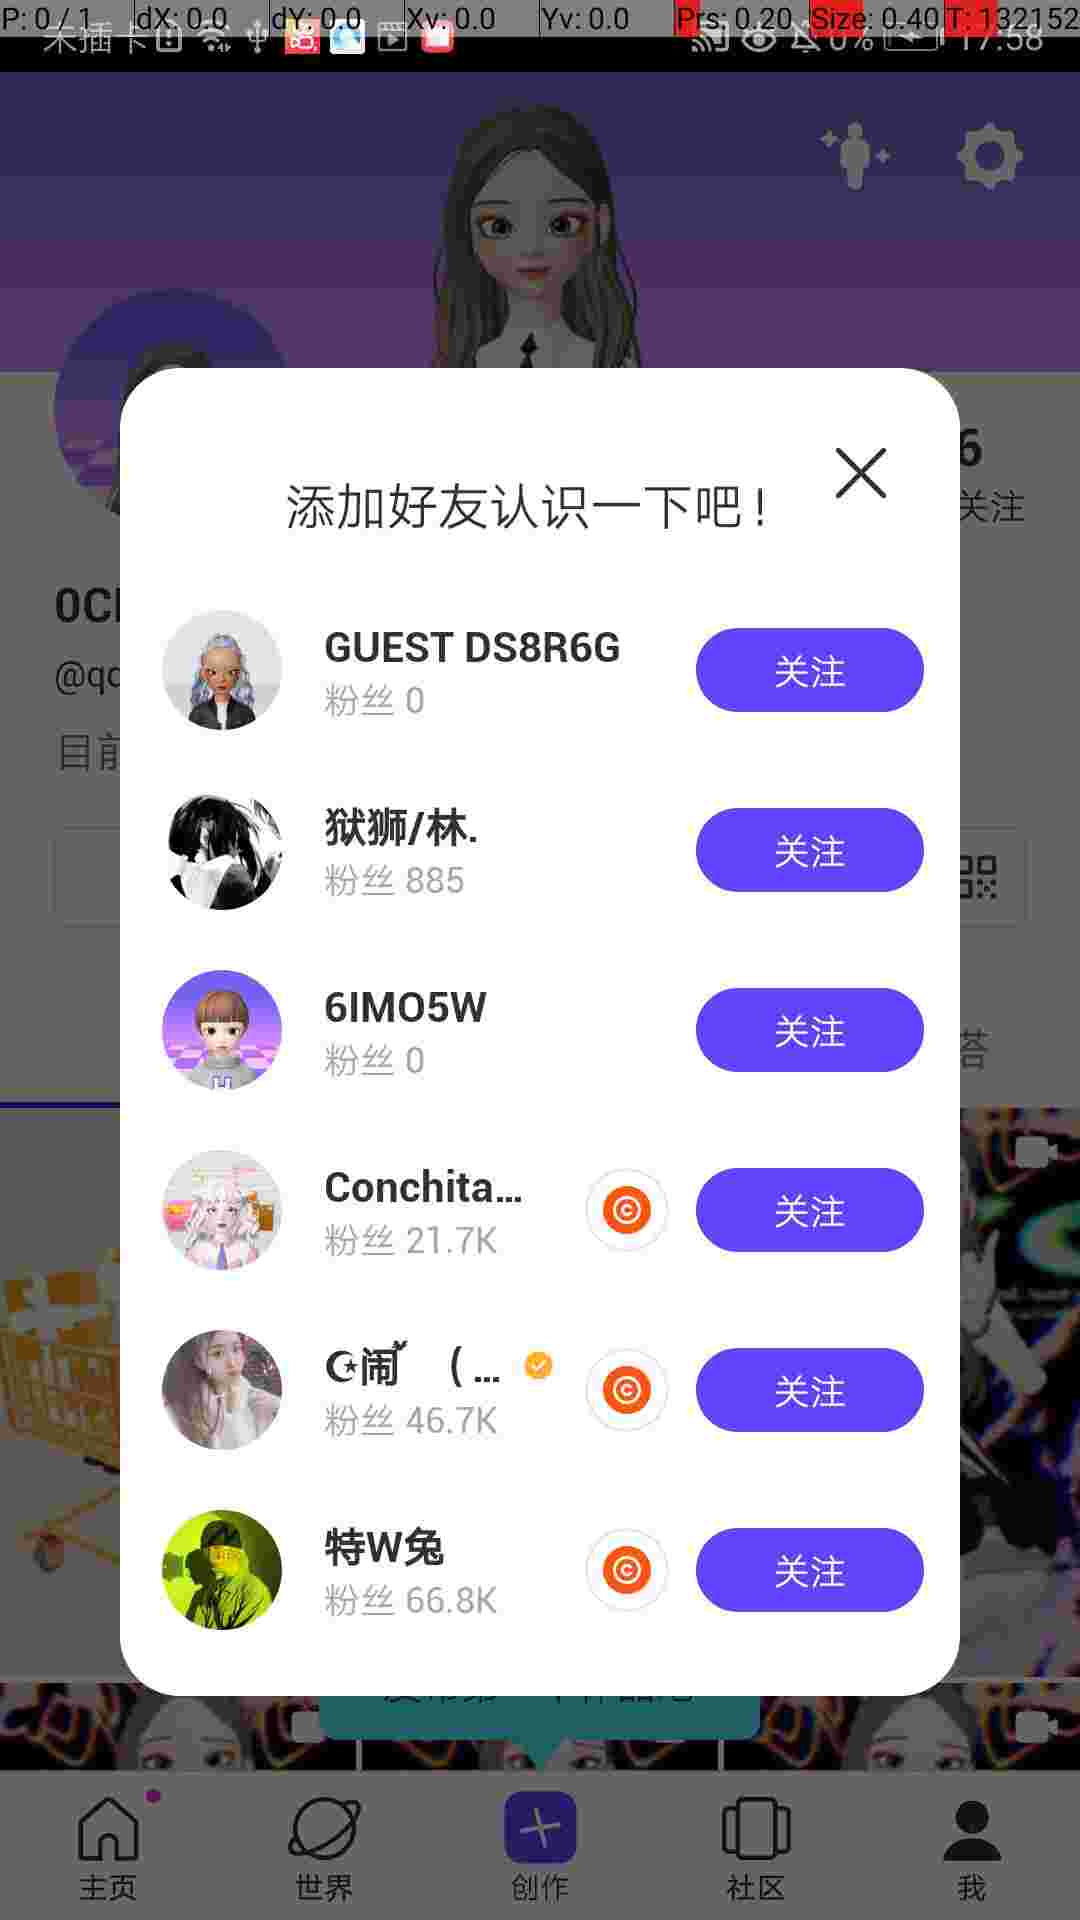 P: 0 / 1 dX: 0.0 dY: 0.0 Xv: 0.0 Yv: 0.0 Prs: 0.20 Size: 0.40 T: 132152
未插卡 0% 17:58
6
关注
添加好友认识一下吧!
@qc
目前
GUEST DS8R6G
粉丝 0
关注
狱狮/林.
粉丝 885
关注
6IMO5W
粉丝 0
关注
答
Conchita...
粉丝 21.7K
关注
闹 ( ...
粉丝 46.7K
关注
特W兔
粉丝 66.8K
关注
主页
世界
创作
社区
我